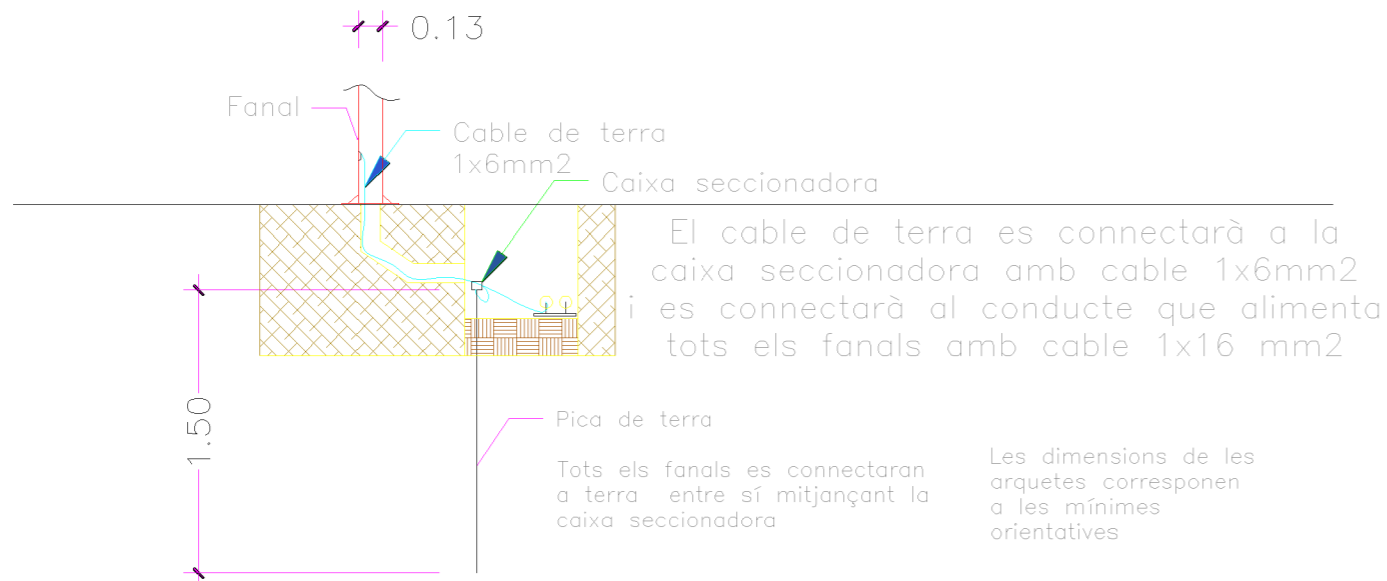 0.13
Fanal
Cable de terra
1x6mm2
Caixa seccionadora
El cable de terra es connectarà a la
caixa seccionadora amb cable 1x6mm2
i es connectarà al conducte que alimenta
tots els fanals amb cable 1x16 mm2
1.50
Pica de terra
Tots els fanals es connectaran
a terra entre sí mitjançant la
caixa seccionadora
Les dimensions de les
arquetes corresponen
a les mínimes
orientatives